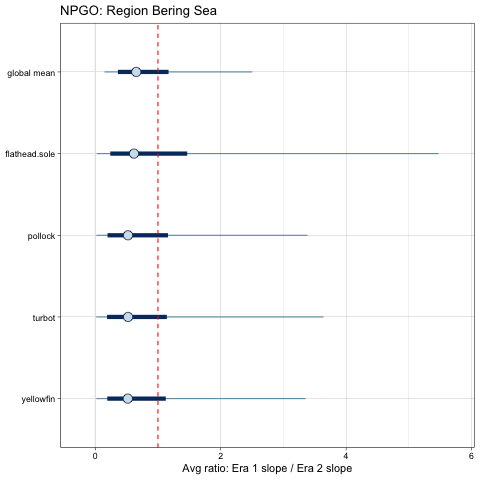 NPGO: Region Bering Sea
global mean
flathead.sole
pollock
turbot
yellowfin
0 2 4 6
Avg ratio: Era 1 slope / Era 2 slope